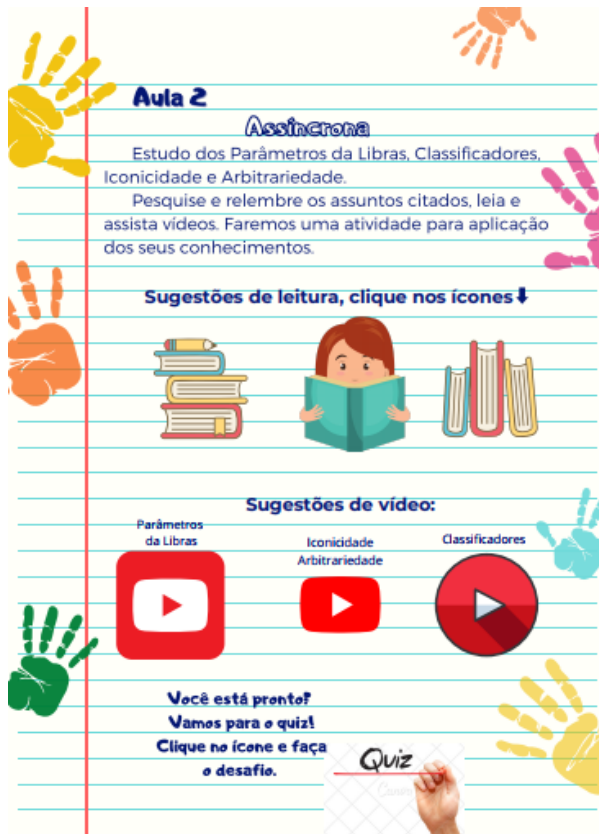 Aula 2
Assíncrona
Estudo dos Parâmetros da Libras, Classificadores,
Iconicidade e Arbitrariedade.
Pesquise e relembre os assuntos citados, leia e
assista vídeos. Faremos uma atividade para aplicação
dos seus conhecimentos.
Sugestões de leitura, clique nos ícones
Sugestões de vídeo:
Parâmetros
da Libras
Iconicidade
Arbitrariedade
Classificadores
Você está pronto?
Vamos para o quiz!
Clique no ícone e faça
o desafio.
Quiz
Canva